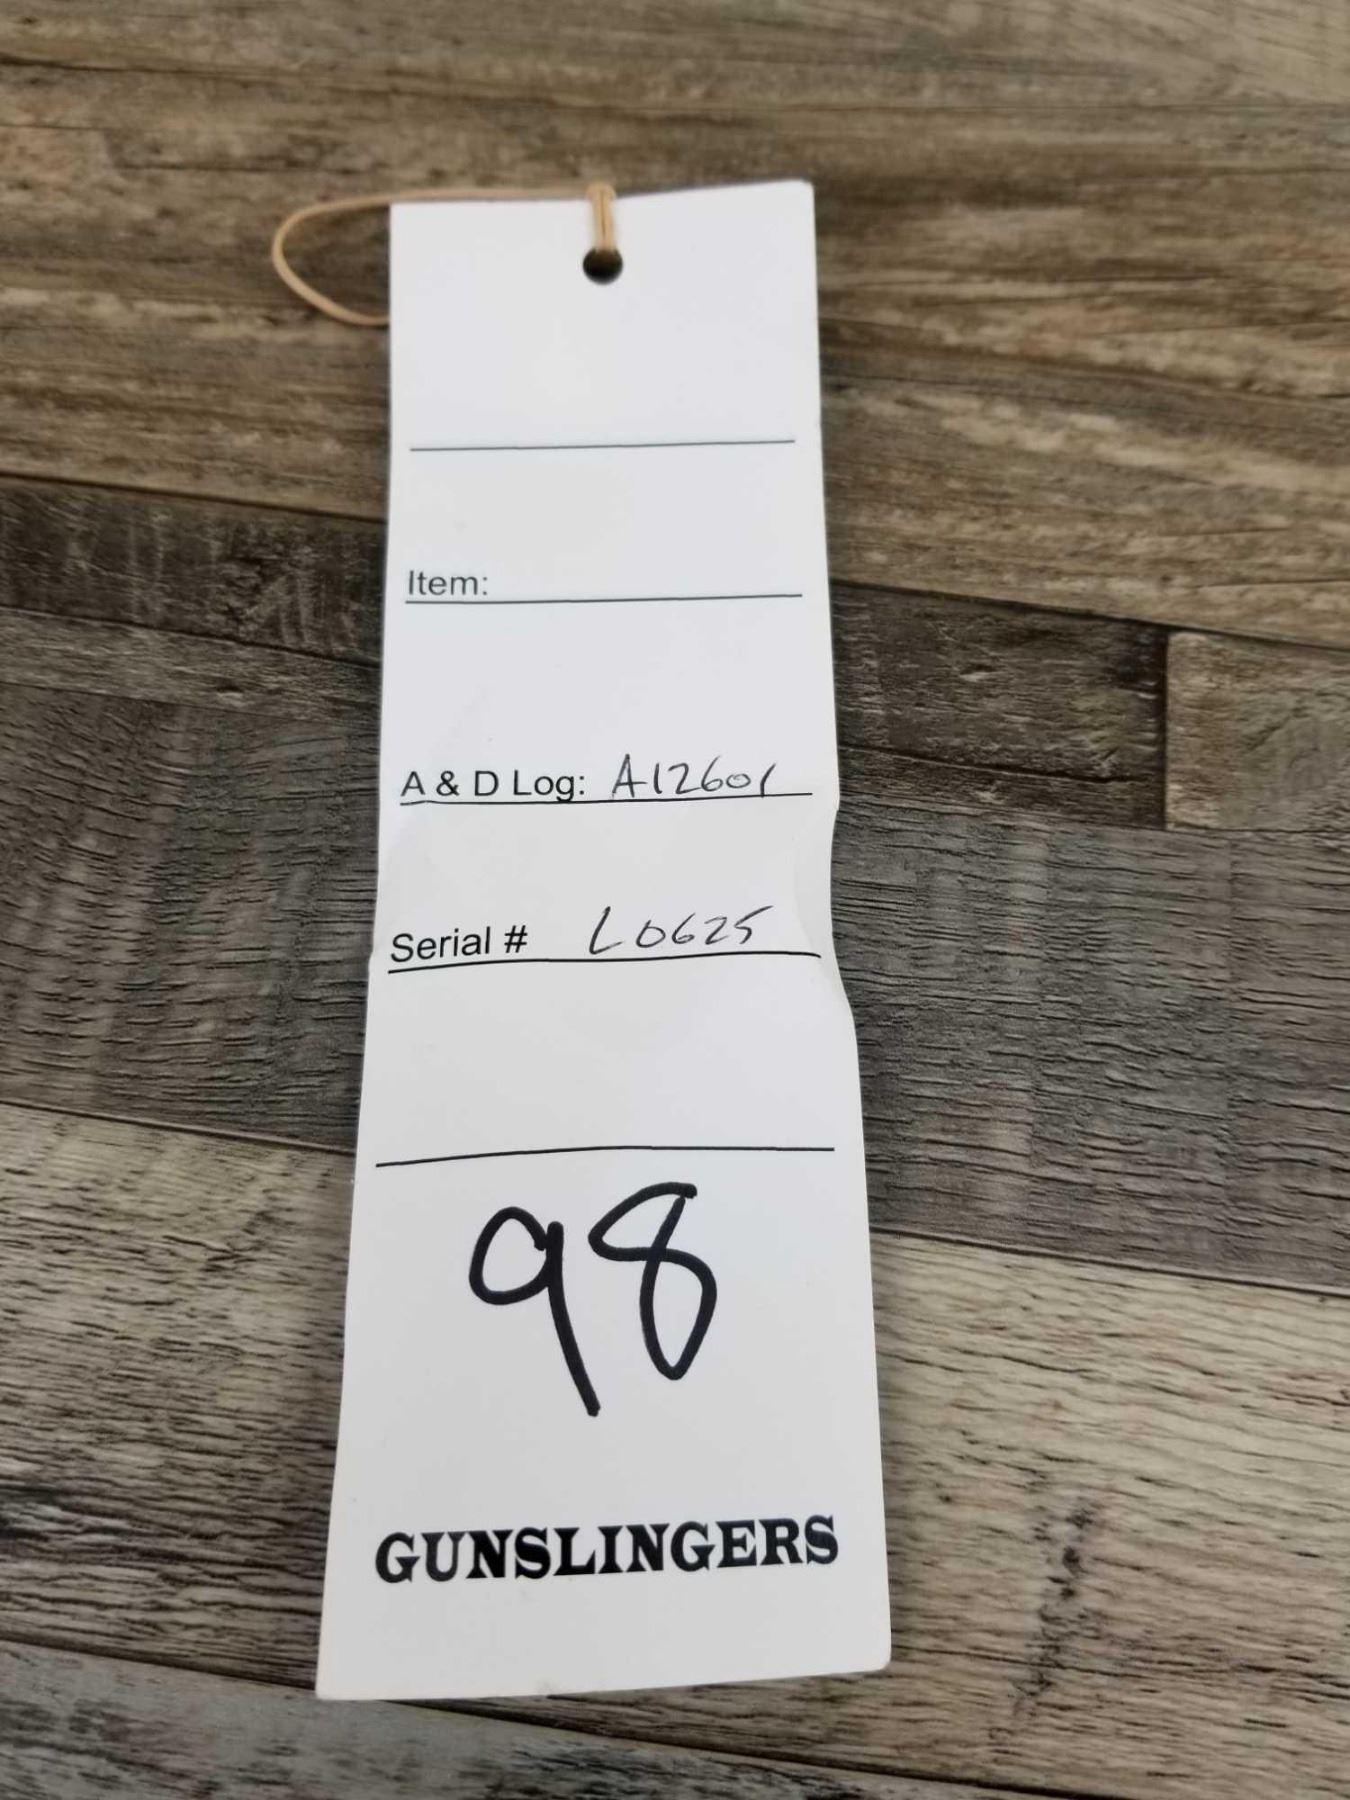 Item:
A & D Log: A12601
Serial # L0625
98
GUNSLINGERS